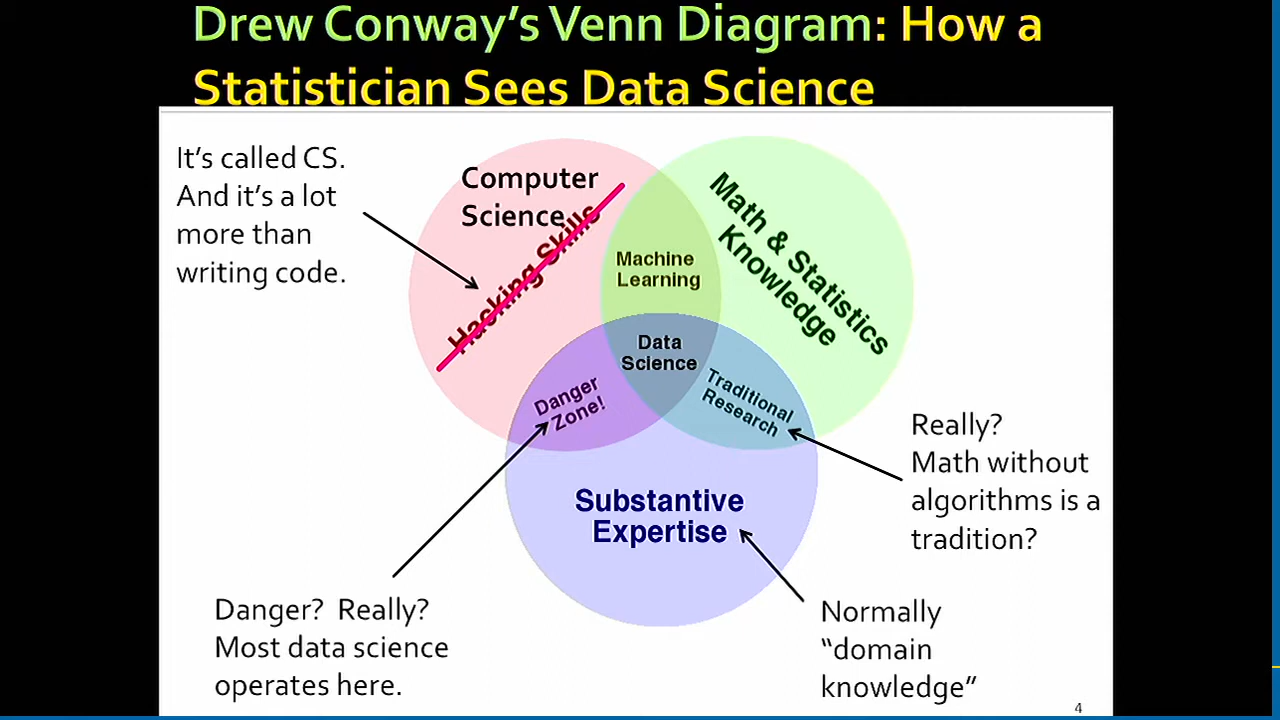 Drew Conway's Venn Diagram: How a
Statistician Sees Data Science
It's called CS.
And it's a lot
more than
writing code.
Computer
Science
Hacking Skills
Math & Statistics
Knowledge
Machine
Learning
Data
Science
Danger
Zone!
Traditional
Research
Substantive
Expertise
Really?
Math without
algorithms is a
tradition?
Danger? Really?
Most data science
operates here.
Normally
“domain
knowledge”
4